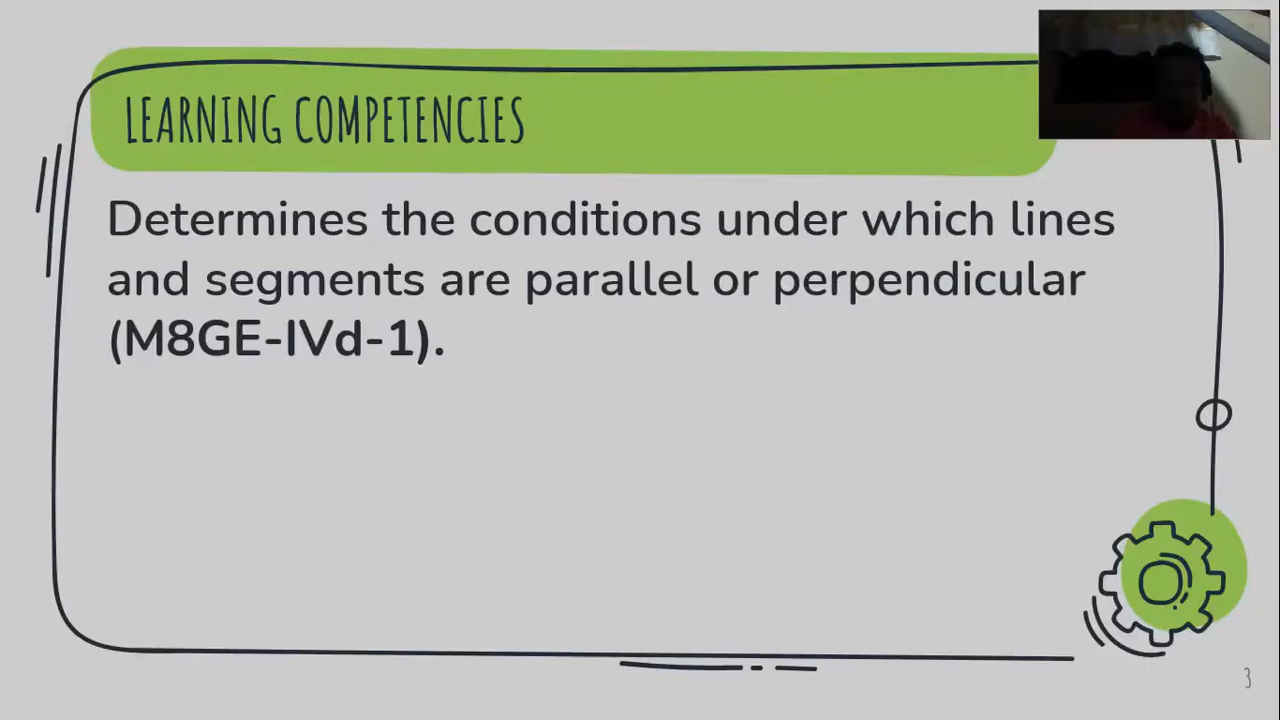 LEARNING COMPETENCIES
Determines the conditions under which lines
and segments are parallel or perpendicular
(M8GE-IVd-1).
3